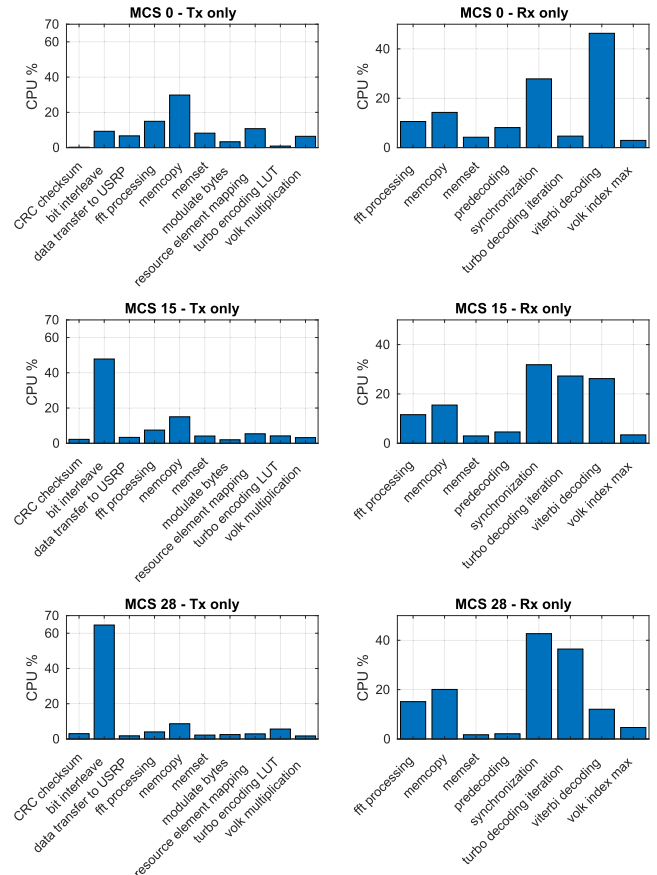 MCS 0 - Tx only
CPU %
70
60
40
20
0
CRC checksum
bit interleave
data transfer to USRP
fft processing
memcopy
memset
modulate bytes
resource element mapping
turbo encoding LUT
volk multiplication
MCS 0 - Rx only
CPU %
40
20
0
fft processing
memcopy
memset
predecoding
synchronization
turbo decoding iteration
viterbi decoding
volk index max
MCS 15 - Tx only
CPU %
70
60
40
20
0
CRC checksum
bit interleave
data transfer to USRP
fft processing
memcopy
memset
modulate bytes
resource element mapping
turbo encoding LUT
volk multiplication
MCS 15 - Rx only
CPU %
40
20
0
fft processing
memcopy
memset
predecoding
synchronization
turbo decoding iteration
viterbi decoding
volk index max
MCS 28 - Tx only
CPU %
70
60
40
20
0
CRC checksum
bit interleave
data transfer to USRP
fft processing
memcopy
memset
modulate bytes
resource element mapping
turbo encoding LUT
volk multiplication
MCS 28 - Rx only
CPU %
40
20
0
fft processing
memcopy
memset
predecoding
synchronization
turbo decoding iteration
viterbi decoding
volk index max